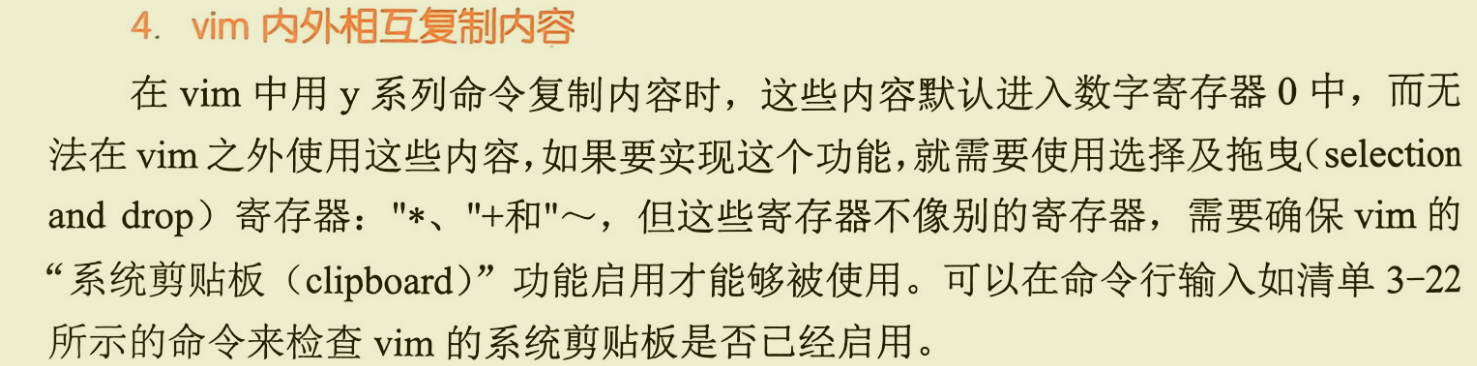 4. vim 内外相互复制内容
在 vim 中用 y 系列命令复制内容时，这些内容默认进入数字寄存器 0 中，而无
法在 vim 之外使用这些内容，如果要实现这个功能，就需要使用选择及拖曳（selection
and drop）寄存器："*、"+和"～，但这些寄存器不像别的寄存器，需要确保 vim 的
“系统剪贴板（clipboard）”功能启用才能够被使用。可以在命令行输入如清单 3-22
所示的命令来检查 vim 的系统剪贴板是否已经启用。